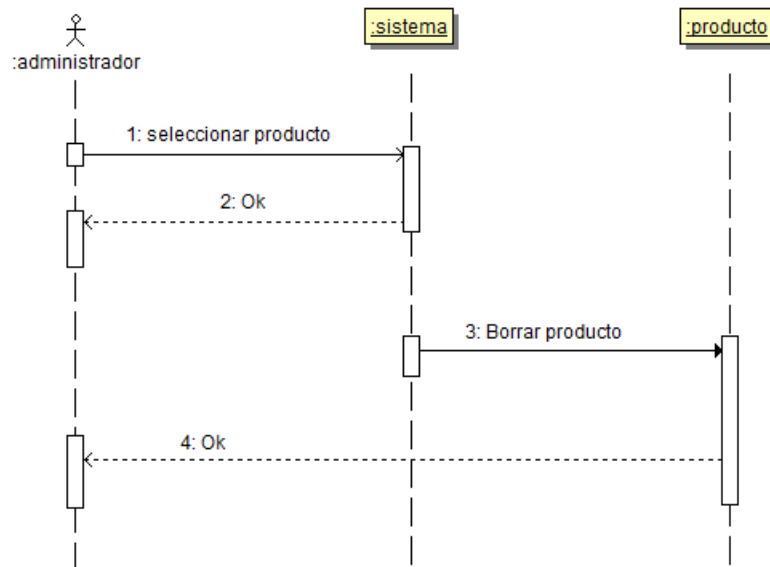 :administrador
:sistema
:producto
1: seleccionar producto
2: Ok
3: Borrar producto
4: Ok